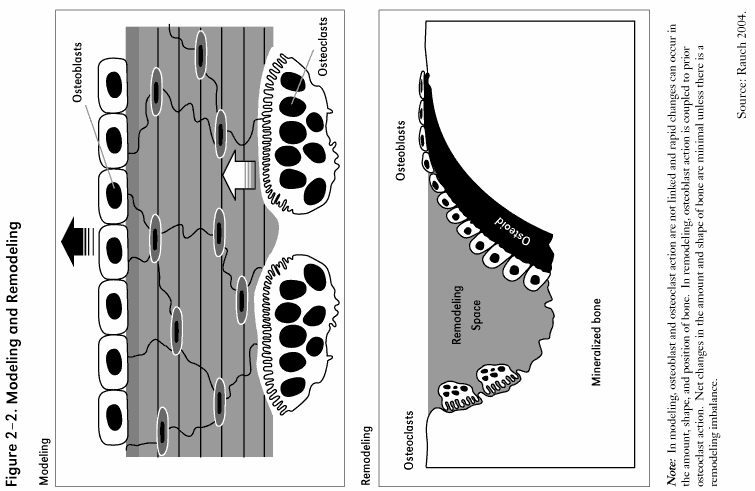 Figure 2–2. Modeling and Remodeling
Modeling
Osteoblasts
Osteoclasts
Remodeling
Osteoclasts
Osteoblasts
Remodeling
Space
Osteoid
Mineralized bone
Note: In modeling, osteoblast and osteoclast action are not linked and rapid changes can occur in
the amount, shape, and position of bone. In remodeling, osteoblast action is coupled to prior
osteoclast action. Net changes in the amount and shape of bone are minimal unless there is a
remodeling imbalance.
Source: Rauch 2004.